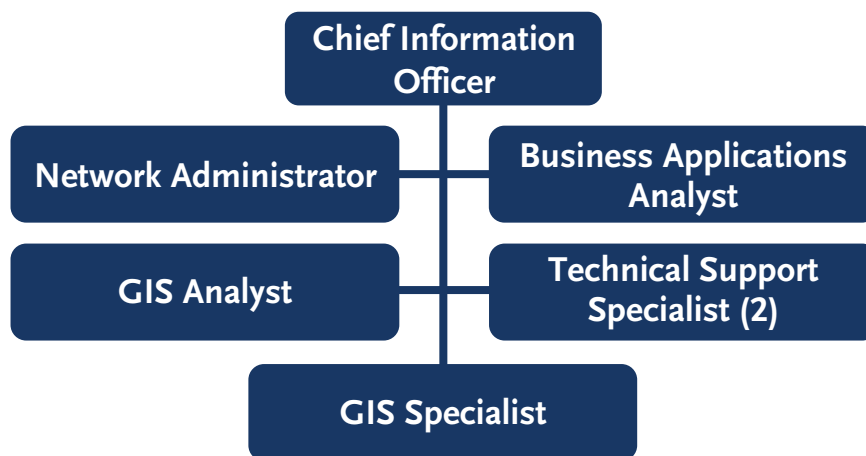 Chief Information
Officer
Network Administrator
Business Applications
Analyst
GIS Analyst
Technical Support
Specialist (2)
GIS Specialist